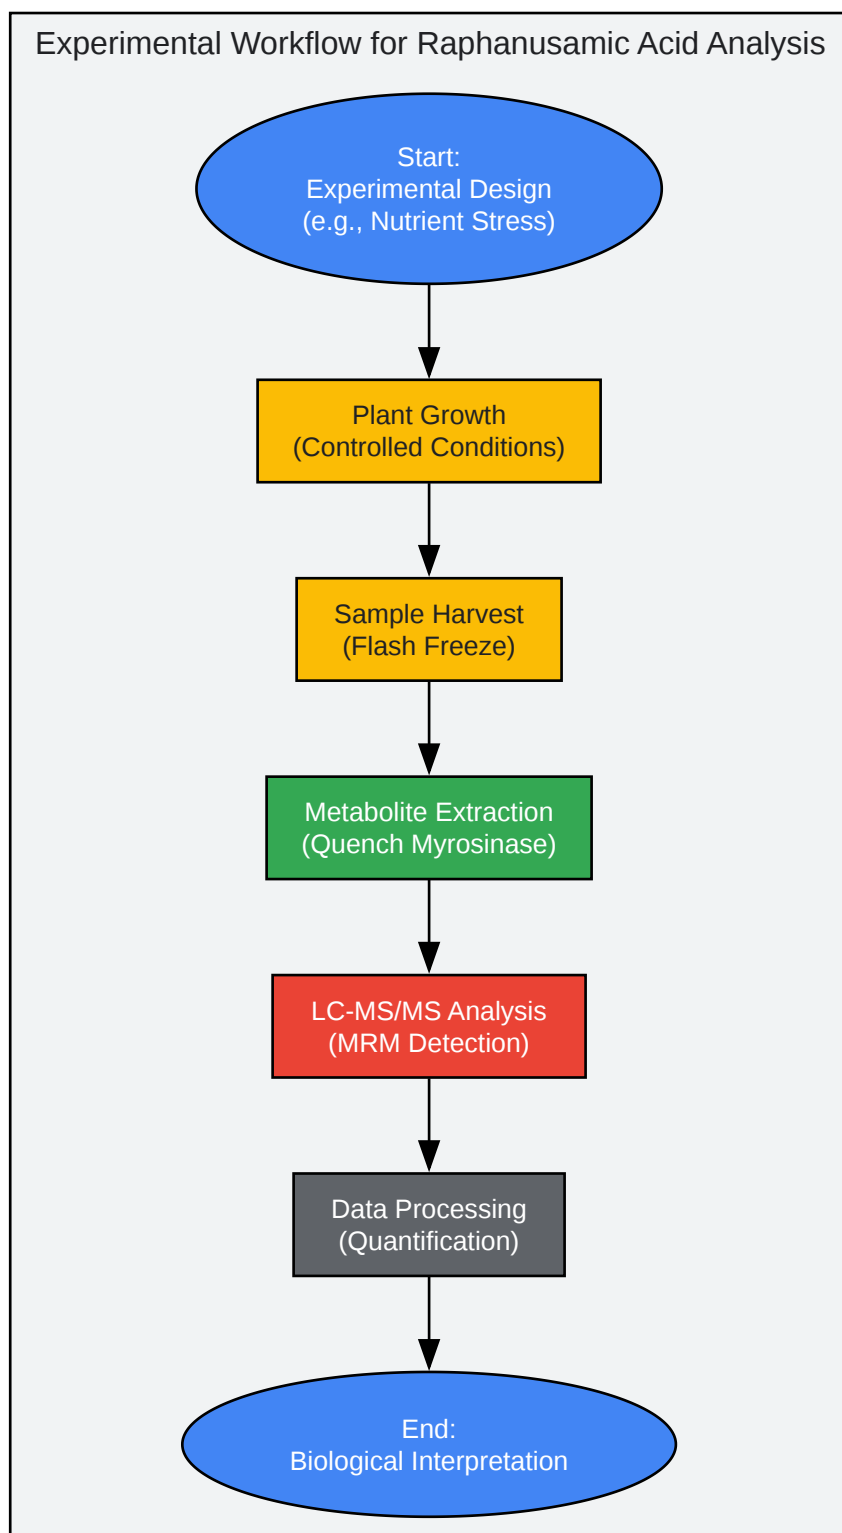 Experimental Workflow for Raphanusamic Acid Analysis
Start:
Experimental Design
(e.g., Nutrient Stress)
Plant Growth
(Controlled Conditions)
Sample Harvest
(Flash Freeze)
Metabolite Extraction
(Quench Myrosinase)
LC-MS/MS Analysis
(MRM Detection)
Data Processing
(Quantification)
End:
Biological Interpretation